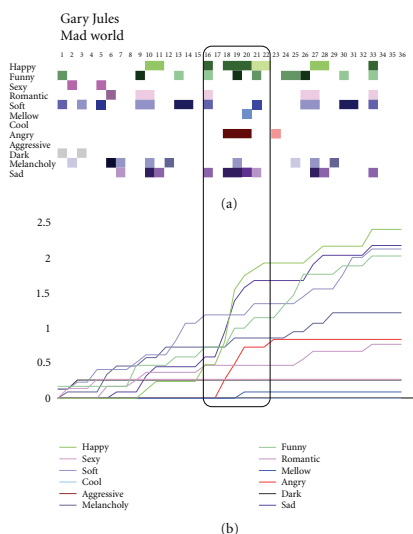 Gary Jules
Mad world
1 2 3 4 5 6 7 8 9 10 11 12 13 14 15 16 17 18 19 20 21 22 23 24 25 26 27 28 29 30 31 32 33 34 35 36
Happy
Funny
Sexy
Romantic
Soft
Mellow
Cool
Angry
Aggressive
Dark
Melancholy
Sad
(a)
2.5
2
1.5
1
0.5
0
Happy Funny
Sexy Romantic
Soft Mellow
Cool Angry
Aggressive Dark
Melancholy Sad
(b)